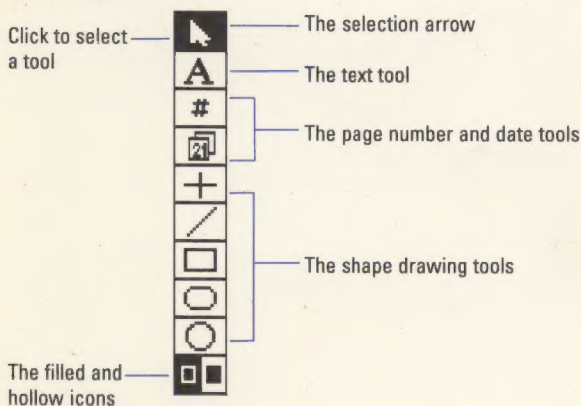 Click to select
a tool
The selection arrow
A
The text tool
#
21
The page number and date tools
The shape drawing tools
The filled and
hollow icons